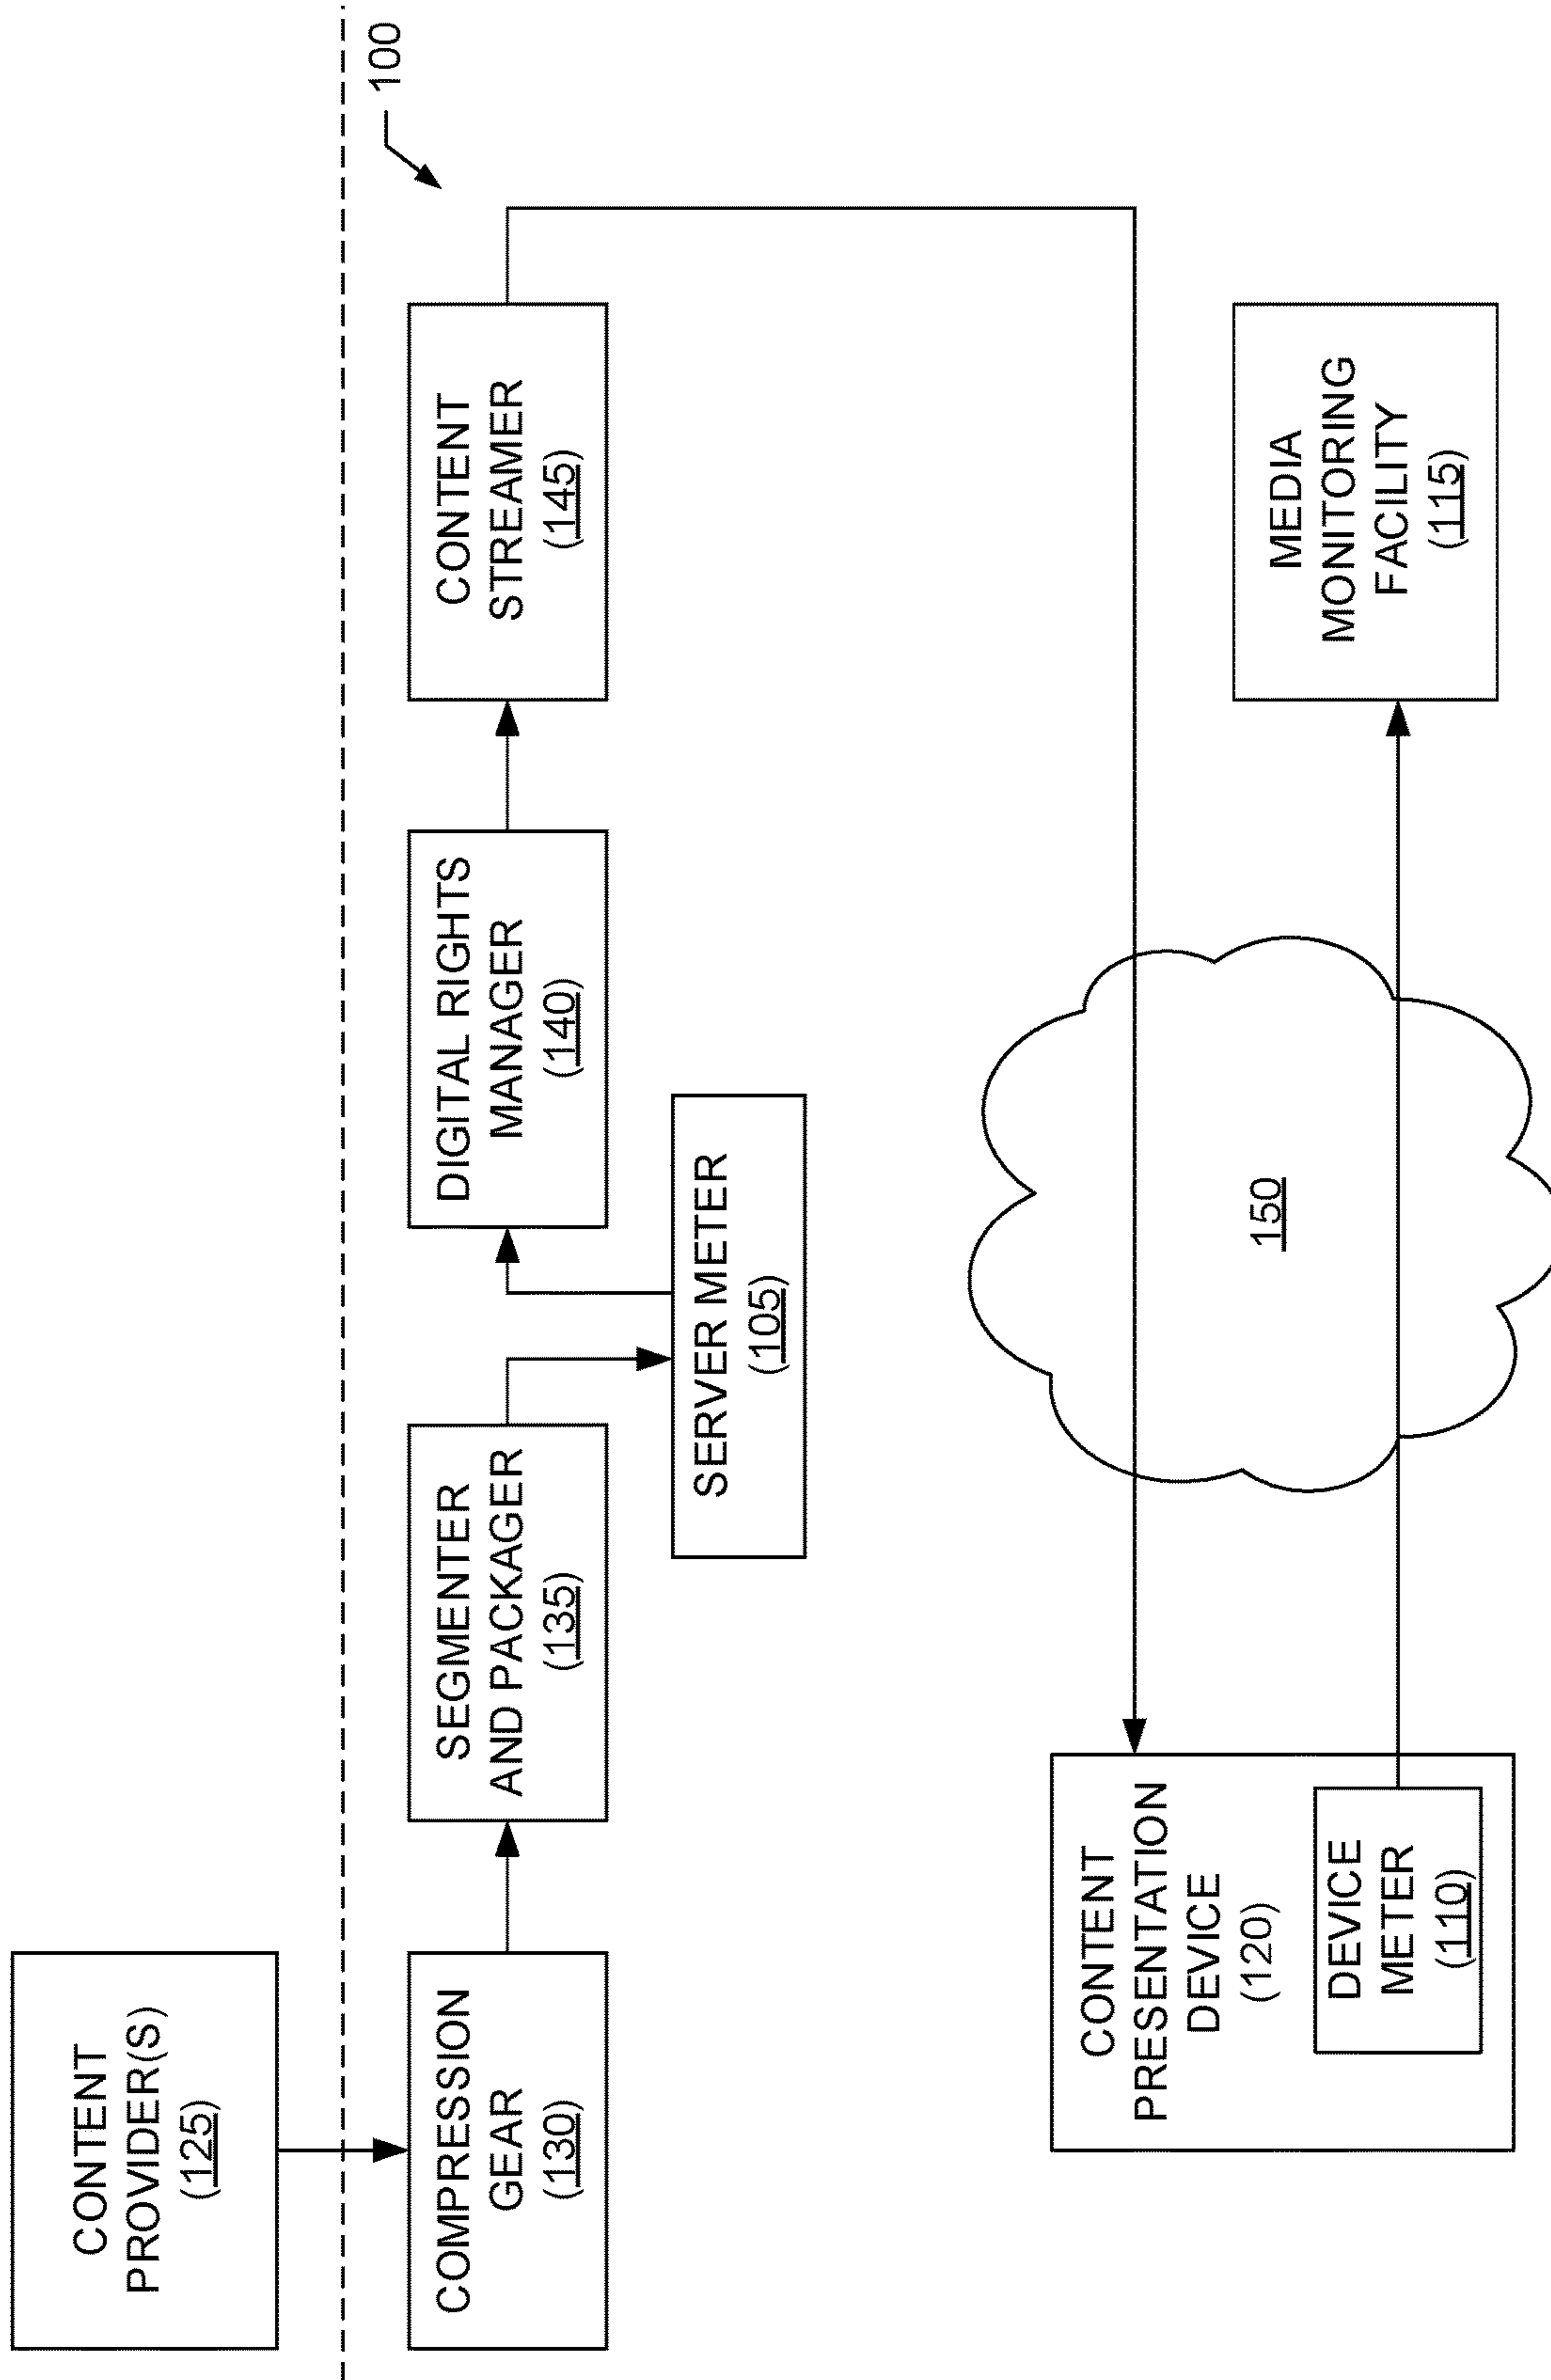 CONTENT
PROVIDER(S)
(125)
100
COMPRESSION
GEAR
(130)
SEGMENTER
AND PACKAGER
(135)
DIGITAL RIGHTS
MANAGER
(140)
CONTENT
STREAMER
(145)
SERVER METER
(105)
CONTENT
PRESENTATION
DEVICE
(120)
DEVICE
METER
(110)
150
MEDIA
MONITORING
FACILITY
(115)